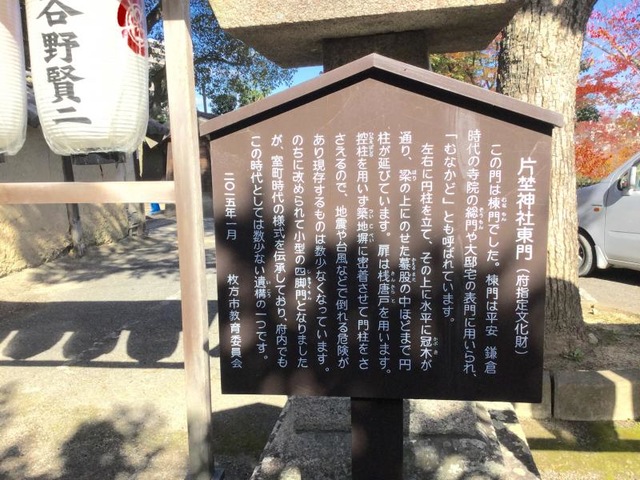 片埜神社東門（府指定文化財）
この門は棟門でした。棟門は平安 鎌倉
時代の寺院の総門や大邸宅の表門に用いられ、
「むなかど」とも呼ばれています。
左右に円柱を立て、その上に水平に冠木が
通り、梁の上にのせた蟇股の中ほどまで円
柱が延びています。扉は桟唐戸を用います。
控柱を用いず築地塀に密着させて門柱をさ
さえるので、地震や台風などで倒れる危険が
あり現存するものは数少なくなっています。
のちに改められて小型の四脚門となりました
が、室町時代の様式を伝承しており、府内でも
この時代としては数少ない遺構の一つです。
二〇一五年一月　枚方市教育委員会
谷野賢二